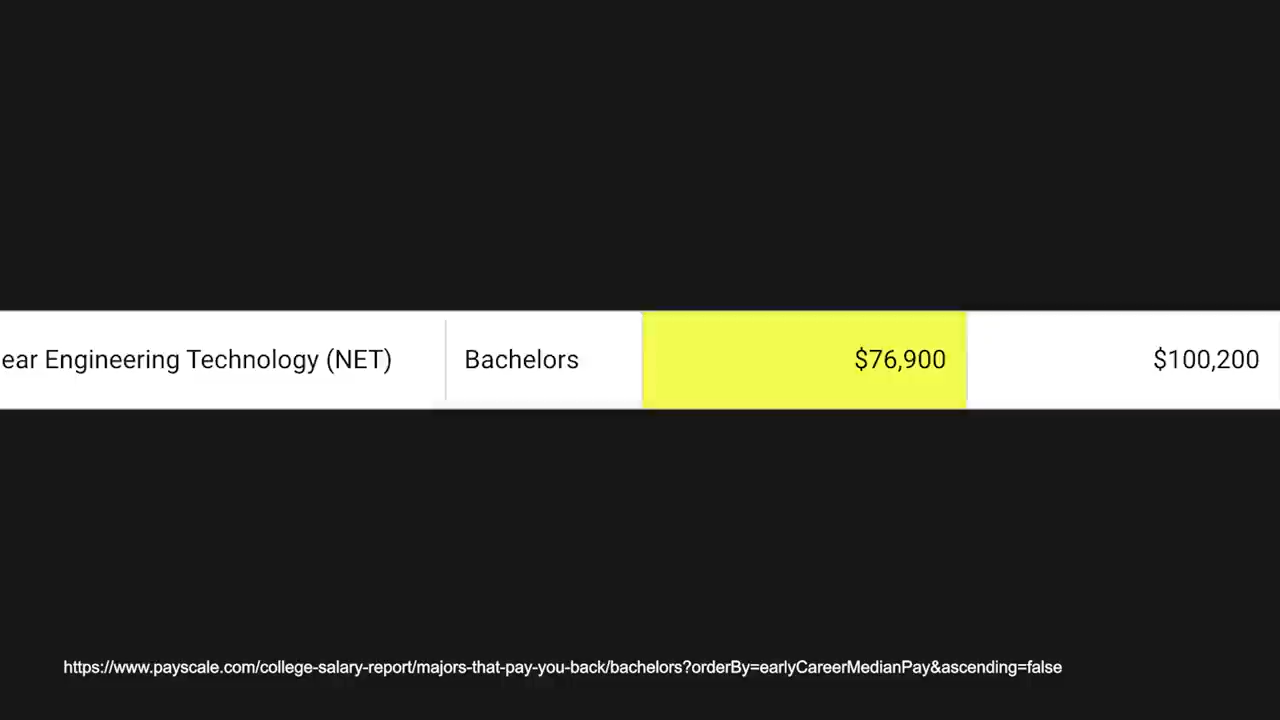 ear Engineering Technology (NET) Bachelors $76,900 $100,200
https://www.payscale.com/college-salary-report/majors-that-pay-you-back/bachelors?orderBy=earlyCareerMedianPay&ascending=false